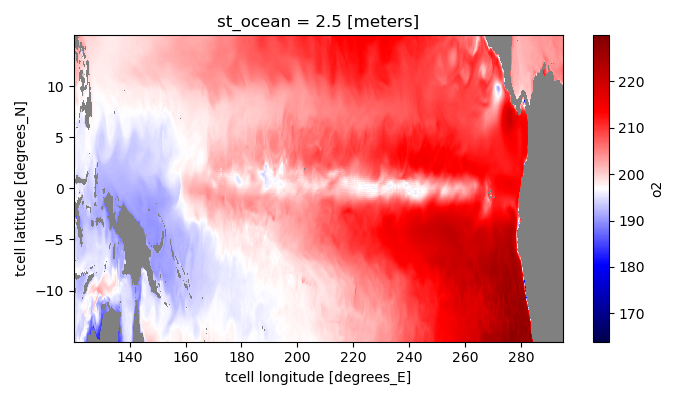 st_ocean = 2.5 [meters]
tcell latitude [degrees_N]
10
5
0
−5
−10
140 160 180 200 220 240 260 280
tcell longitude [degrees_E]
220
210
200
190
180
170
o2